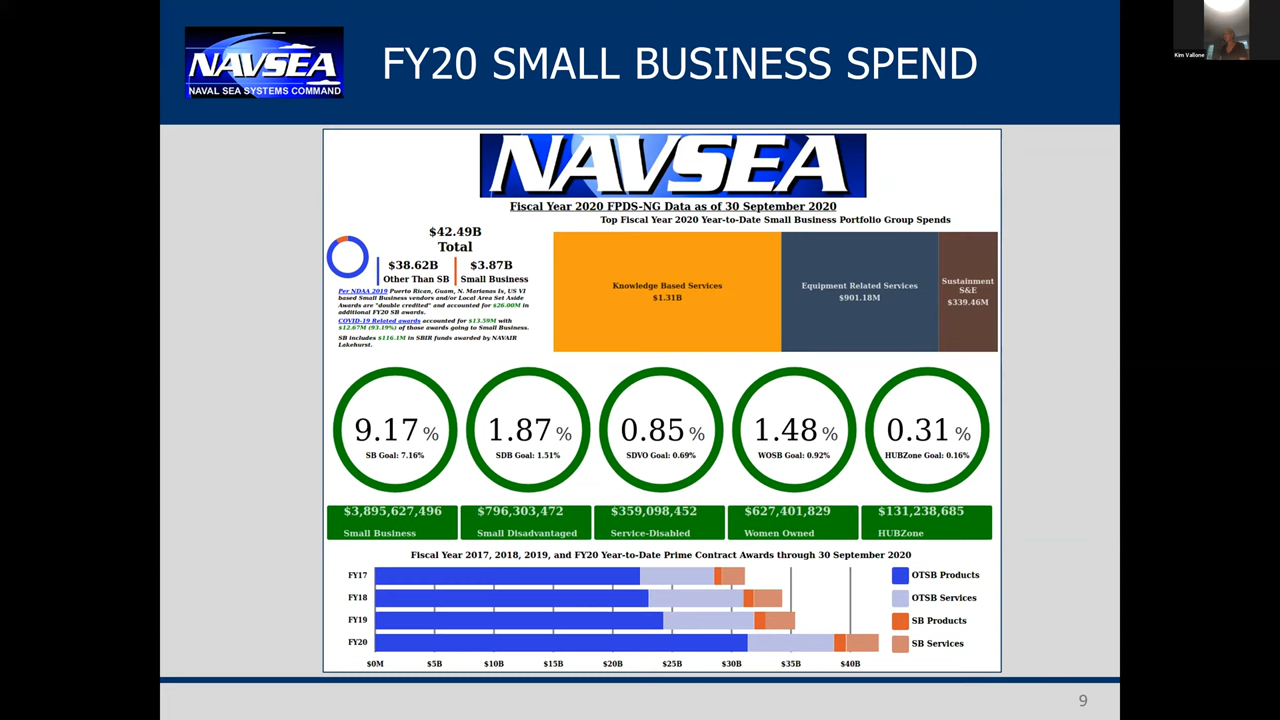 NAVSEA
NAVAL SEA SYSTEMS COMMAND
FY20 SMALL BUSINESS SPEND
Kim Vallone
NAVSEA
Fiscal Year 2020 FPDS-NG Data as of 30 September 2020
Top Fiscal Year 2020 Year-to-Date Small Business Portfolio Group Spends
$42.49B
Total
$38.62B
Other Than SB
$3.87B
Small Business
Per NDAA 2019 Puerto Rican, Guam, N. Marianas Is, US VI
based Small Business vendors and/or Local Area Set Aside
Awards are "double credited" and accounted for $26.00M in
additional FY20 SB awards.
COVID-19 Related awards accounted for $13.59M with
$12.67M (93.19%) of those awards going to Small Business.
SB includes $116.1M in SBIR funds awarded by NAVAIR
Lakehurst.
Knowledge Based Services
$1.31B
Equipment Related Services
$901.18M
Sustainment
S&E
$339.46M
9.17 %
SB Goal: 7.16%
1.87 %
SDB Goal: 1.51%
0.85 %
SDVO Goal: 0.69%
1.48 %
WOSB Goal: 0.92%
0.31 %
HUBZone Goal: 0.16%
$3,895,627,496
Small Business
$796,303,472
Small Disadvantaged
$359,098,452
Service-Disabled
$627,401,829
Women Owned
$131,238,685
HUBZone
Fiscal Year 2017, 2018, 2019, and FY20 Year-to-Date Prime Contract Awards through 30 September 2020
FY17
FY18
FY19
FY20
$0M $5B $10B $15B $20B $25B $30B $35B $40B
OTSB Products
OTSB Services
SB Products
SB Services
9